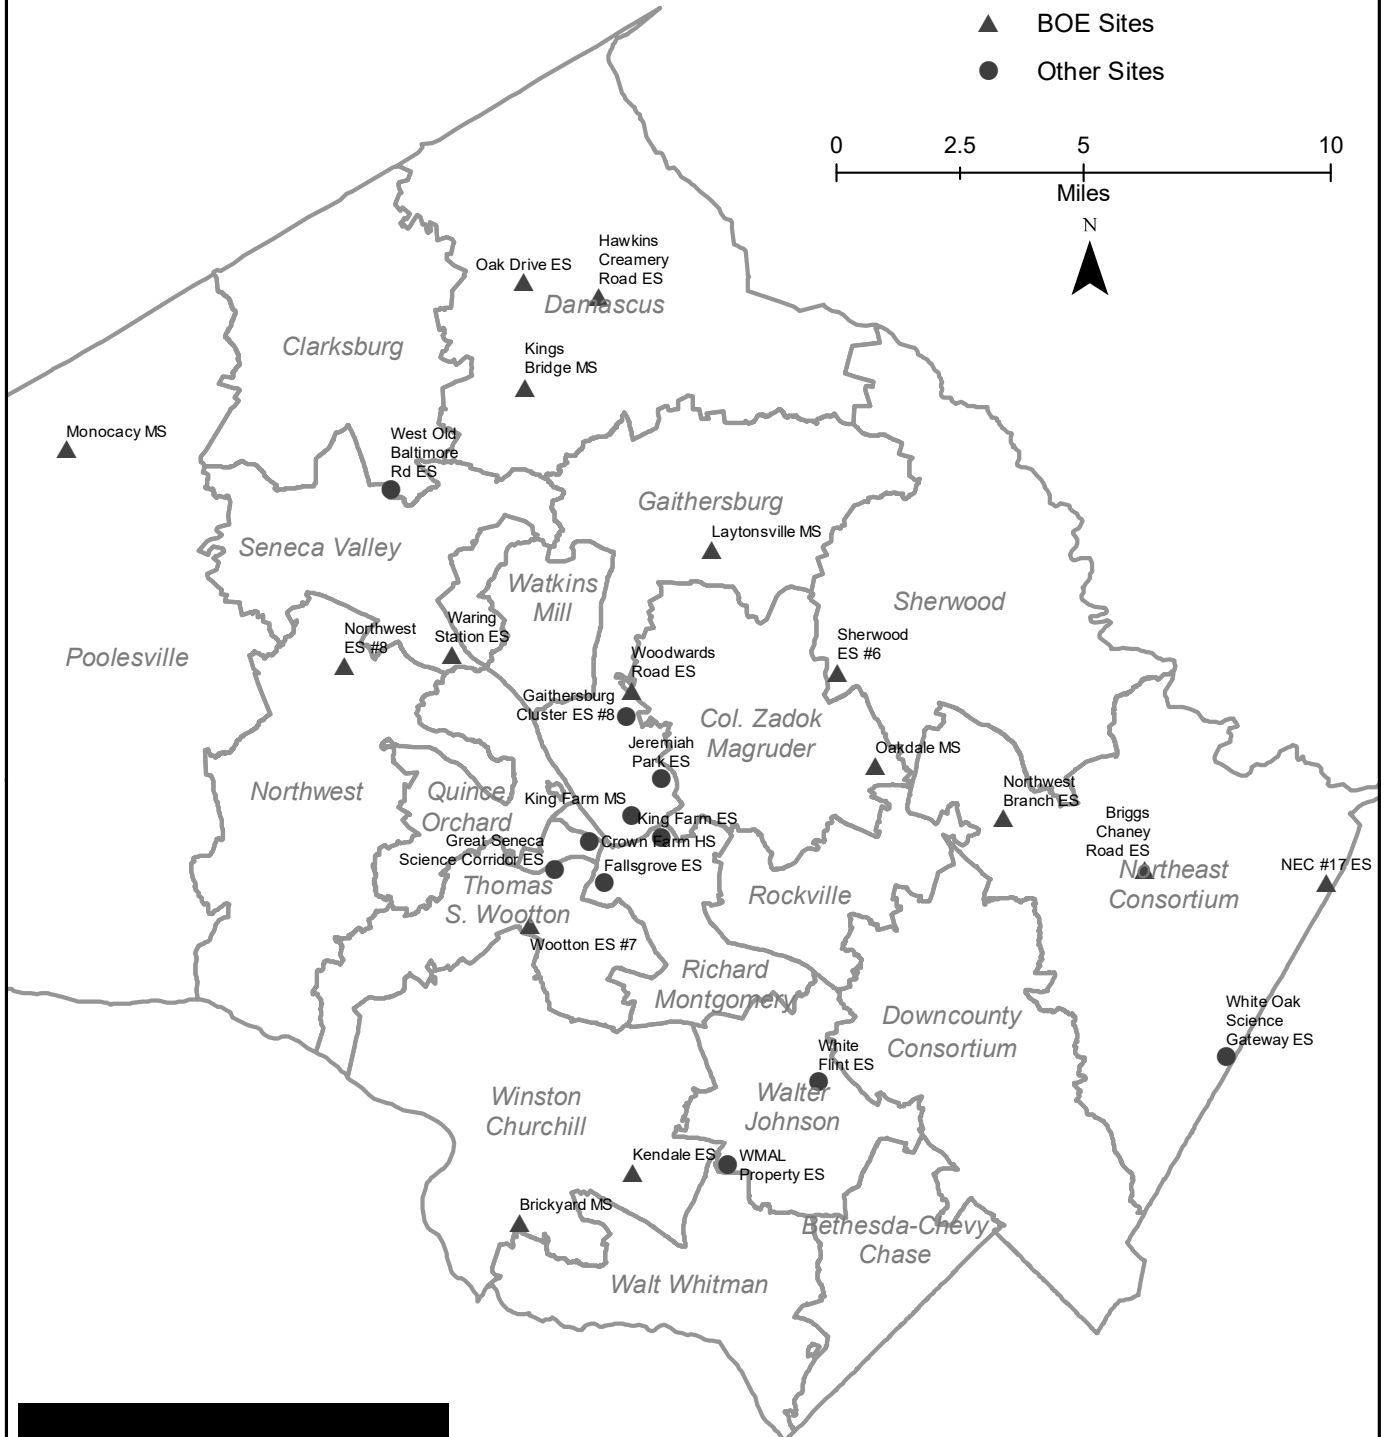 BOE Sites
Other Sites
0 2.5 5 10
Miles
N
Hawkins
Creamery
Road ES
Oak Drive ES
Damascus
Clarksburg
Kings
Bridge MS
Monocacy MS
West Old
Baltimore
Rd ES
Gaithersburg
Laytonsville MS
Seneca Valley
Watkins
Mill
Sherwood
Waring
Station ES
Northwest
ES #8
Sherwood
ES #6
Poolesville
Woodwards
Road ES
Gaithersburg
Cluster ES #8
Col. Zadok
Magruder
Jeremiah
Park ES
Oakdale MS
Northwest
Quince
Orchard
King Farm MS
Northwest
Branch ES
King Farm ES
Briggs
Chaney
Road ES
Great Seneca
Science Corridor ES
Crown Farm HS
Fallsgrove ES
NEC #17 ES
Northeast
Consortium
Thomas
S. Wootton
Rockville
Wootton ES #7
Richard
Montgomery
White Oak
Science
Gateway ES
Downcounty
Consortium
White
Flint ES
Walter
Johnson
Winston
Churchill
Kendale ES
WMAL
Property ES
Brickyard MS
Bethesda-Chevy
Chase
Walt Whitman